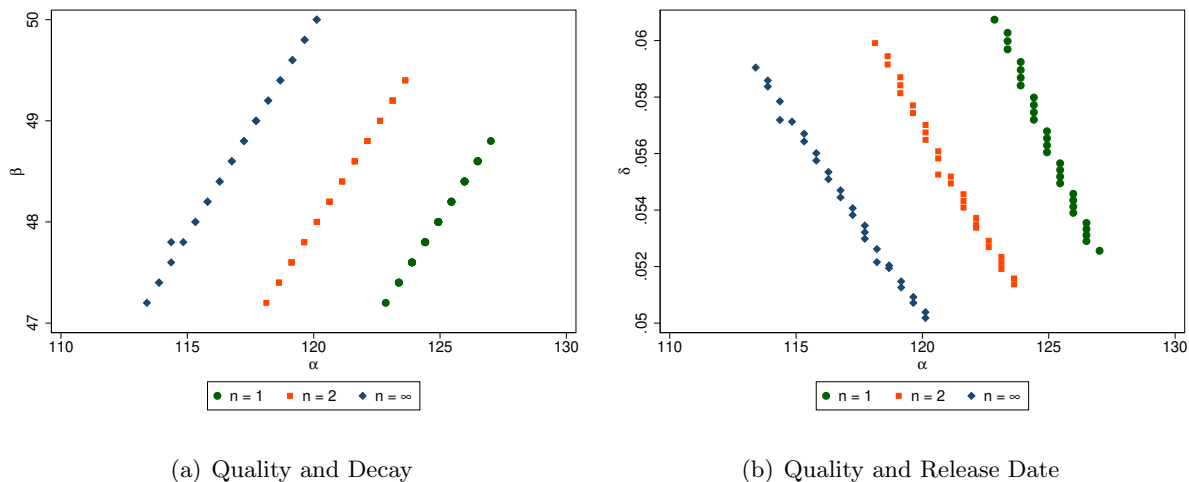 50
49
48
47
β
110
115
120
125
130
α
n = 1
n = 2
n = ∞
(a) Quality and Decay
.06
.058
.056
.054
.052
.05
δ
110
115
120
125
130
α
n = 1
n = 2
n = ∞
(b) Quality and Release Date